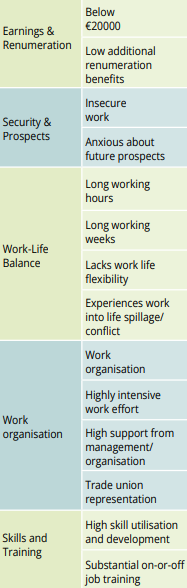 Earnings &
Renumeration
Below
€20000
Low additional
renumeration
benefits
Security &
Prospects
Insecure
work
Anxious about
future prospects
Work-Life
Balance
Long working
hours
Long working
weeks
Lacks work life
flexibility
Experiences work
into life spillage/
conflict
Work
organisation
Work
organisation
Highly intensive
work effort
High support from
management/
organisation
Trade union
representation
Skills and
Training
High skill utilisation
and development
Substantial on-or-off
job training